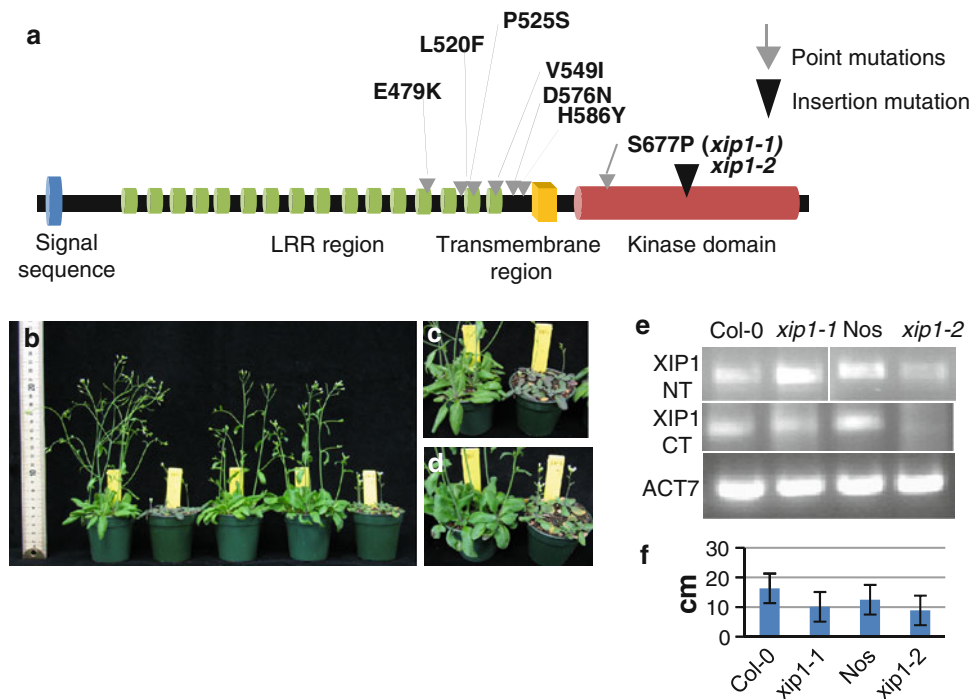 a
P525S
L520F
E479K
V549I
D576N
H586Y
S677P (xip1-1)
xip1-2
Point mutations
Insertion mutation
Signal
sequence
LRR region
Transmembrane
region
Kinase domain
b
c
d
e
Col-0 xip1-1 Nos xip1-2
XIP1
NT
XIP1
CT
ACT7
f
cm
30
20
10
0
Col-0
xip1-1
Nos
xip1-2